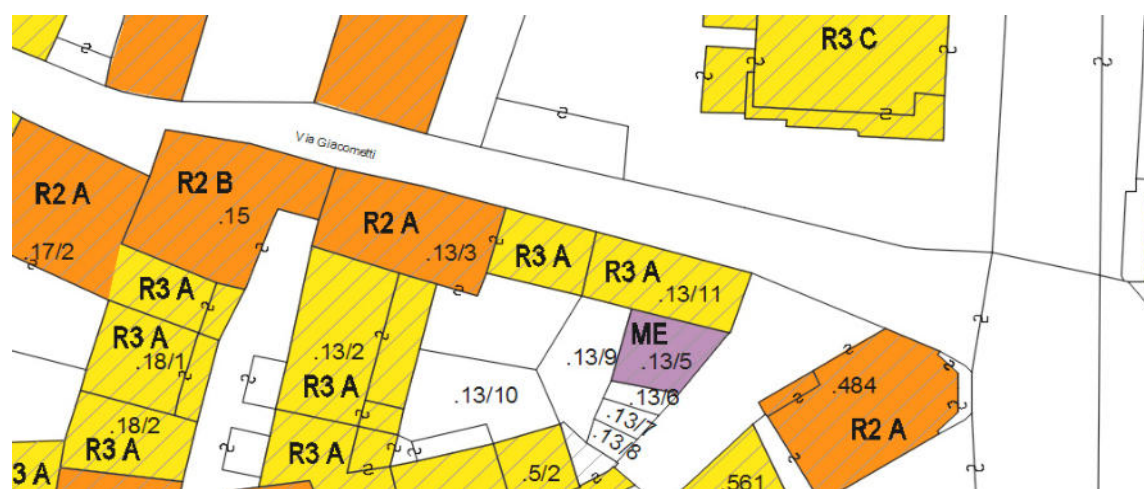 R3 C
Via Giacometti
R2 A
.17/2
R2 B
.15
R2 A
.13/3
R3 A
R3 A
.13/11
R3 A
R3 A
.18/1
.18/2
R3 A
3 A
.13/2
R3 A
R3 A
.13/10
.13/9
ME
.13/5
.13/6
.13/7
.13/8
.5/2
.484
R2 A
.561